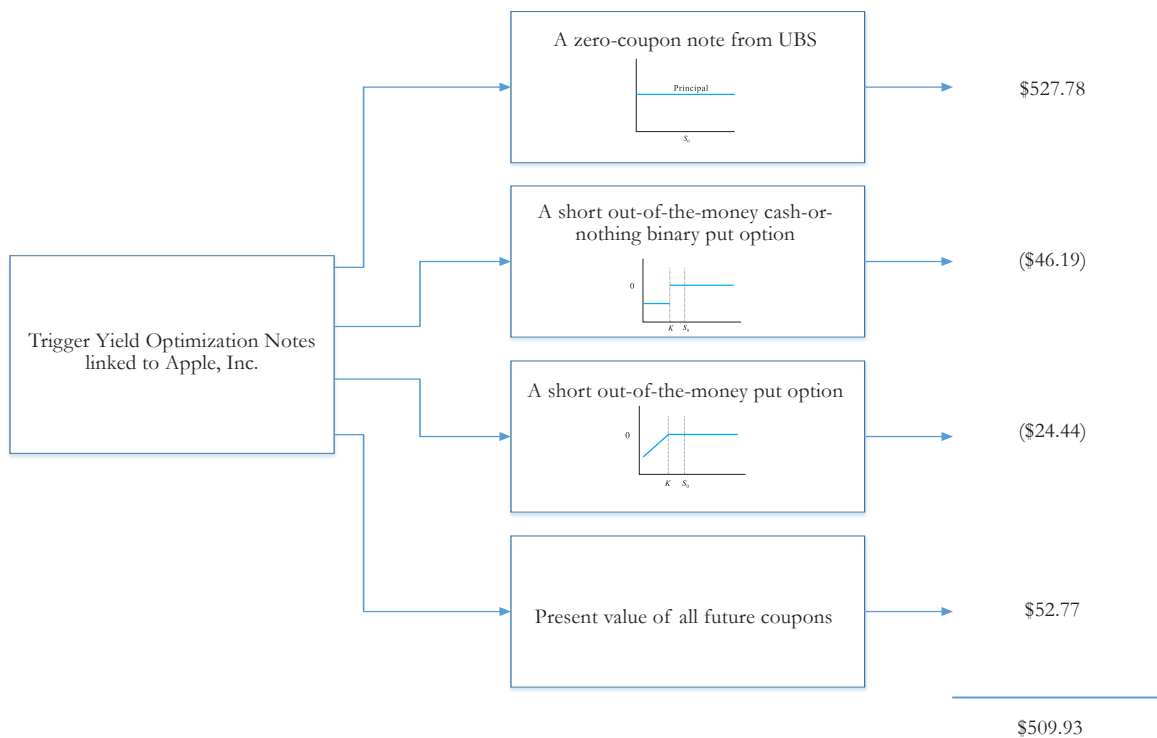 A zero-coupon note from UBS
Principal
S₀
$527.78
A short out-of-the-money cash-or-
nothing binary put option
0
K S₀
($46.19)
Trigger Yield Optimization Notes
linked to Apple, Inc.
A short out-of-the-money put option
0
K S₀
($24.44)
Present value of all future coupons
$52.77
$509.93